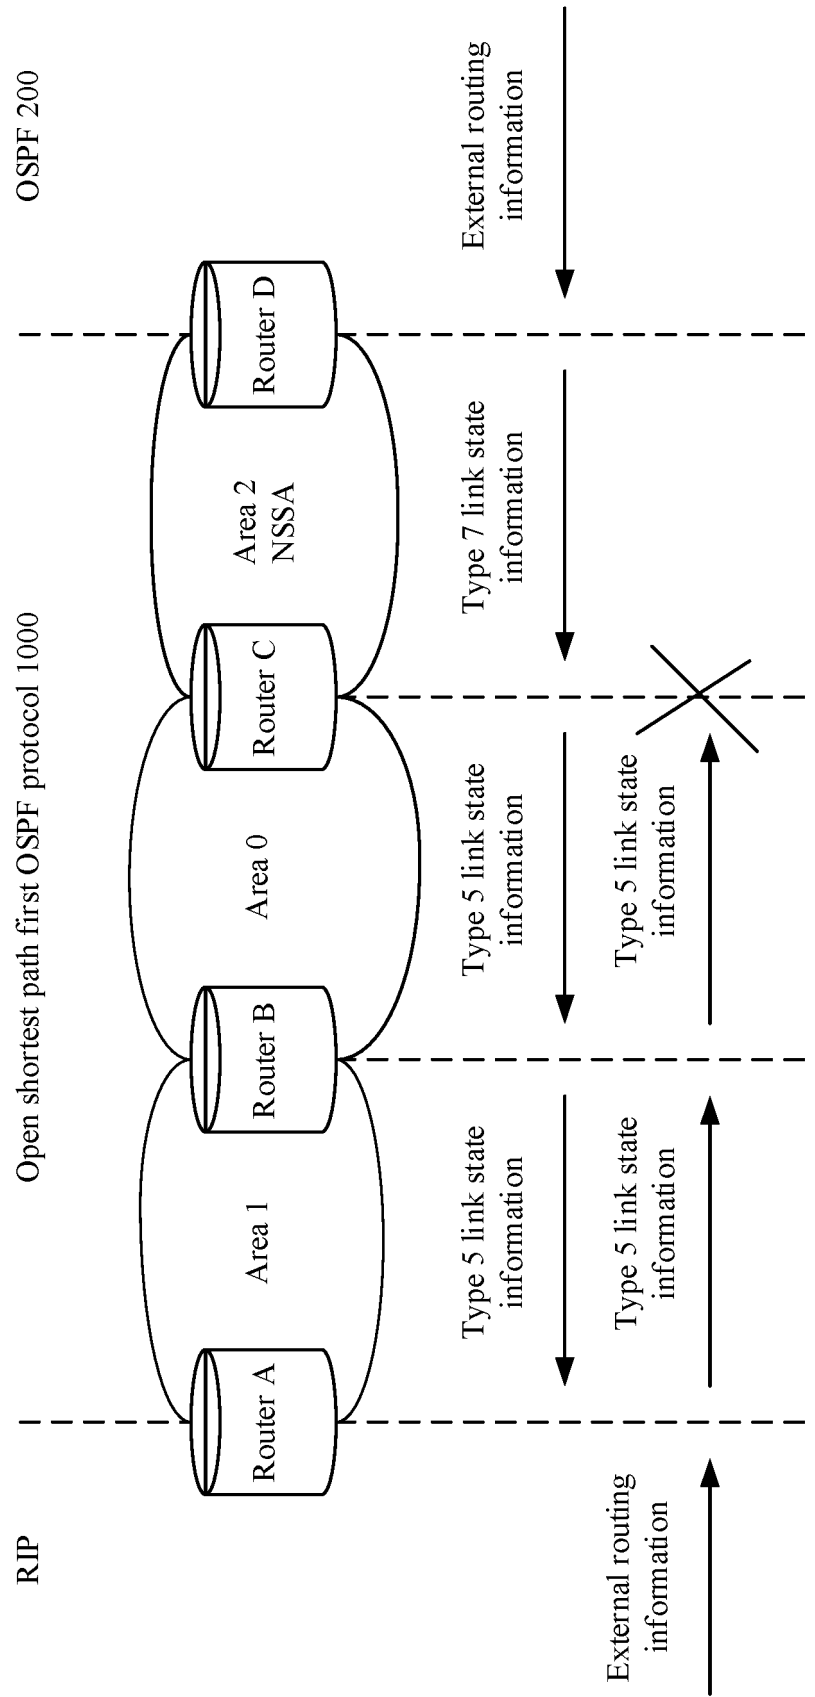 RIP
Open shortest path first OSPF protocol 1000
OSPF 200
Router A
Area 1
Router B
Area 0
Router C
Area 2
NSSA
Router D
Type 5 link state
information
Type 5 link state
information
Type 7 link state
information
External routing
information
External routing
information
Type 5 link state
information
Type 5 link state
information